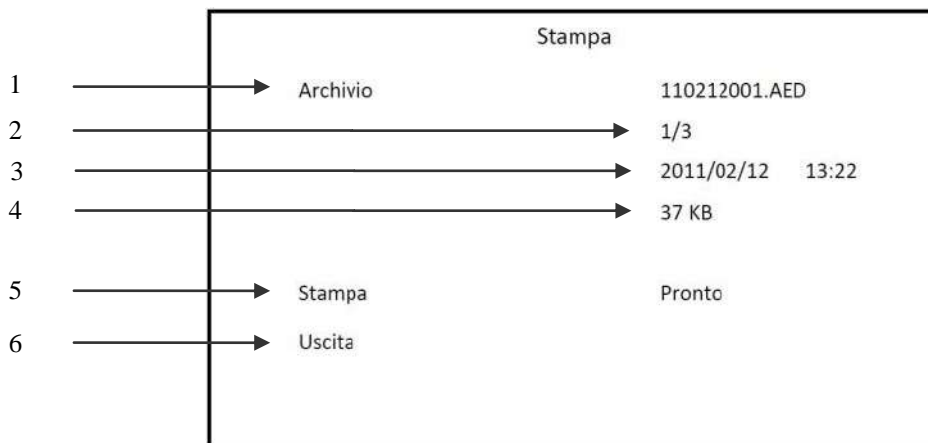 Stampa
1 Archivio 110212001.AED
2 1/3
3 2011/02/12 13:22
4 37 KB
5 Stampa Pronto
6 Uscita